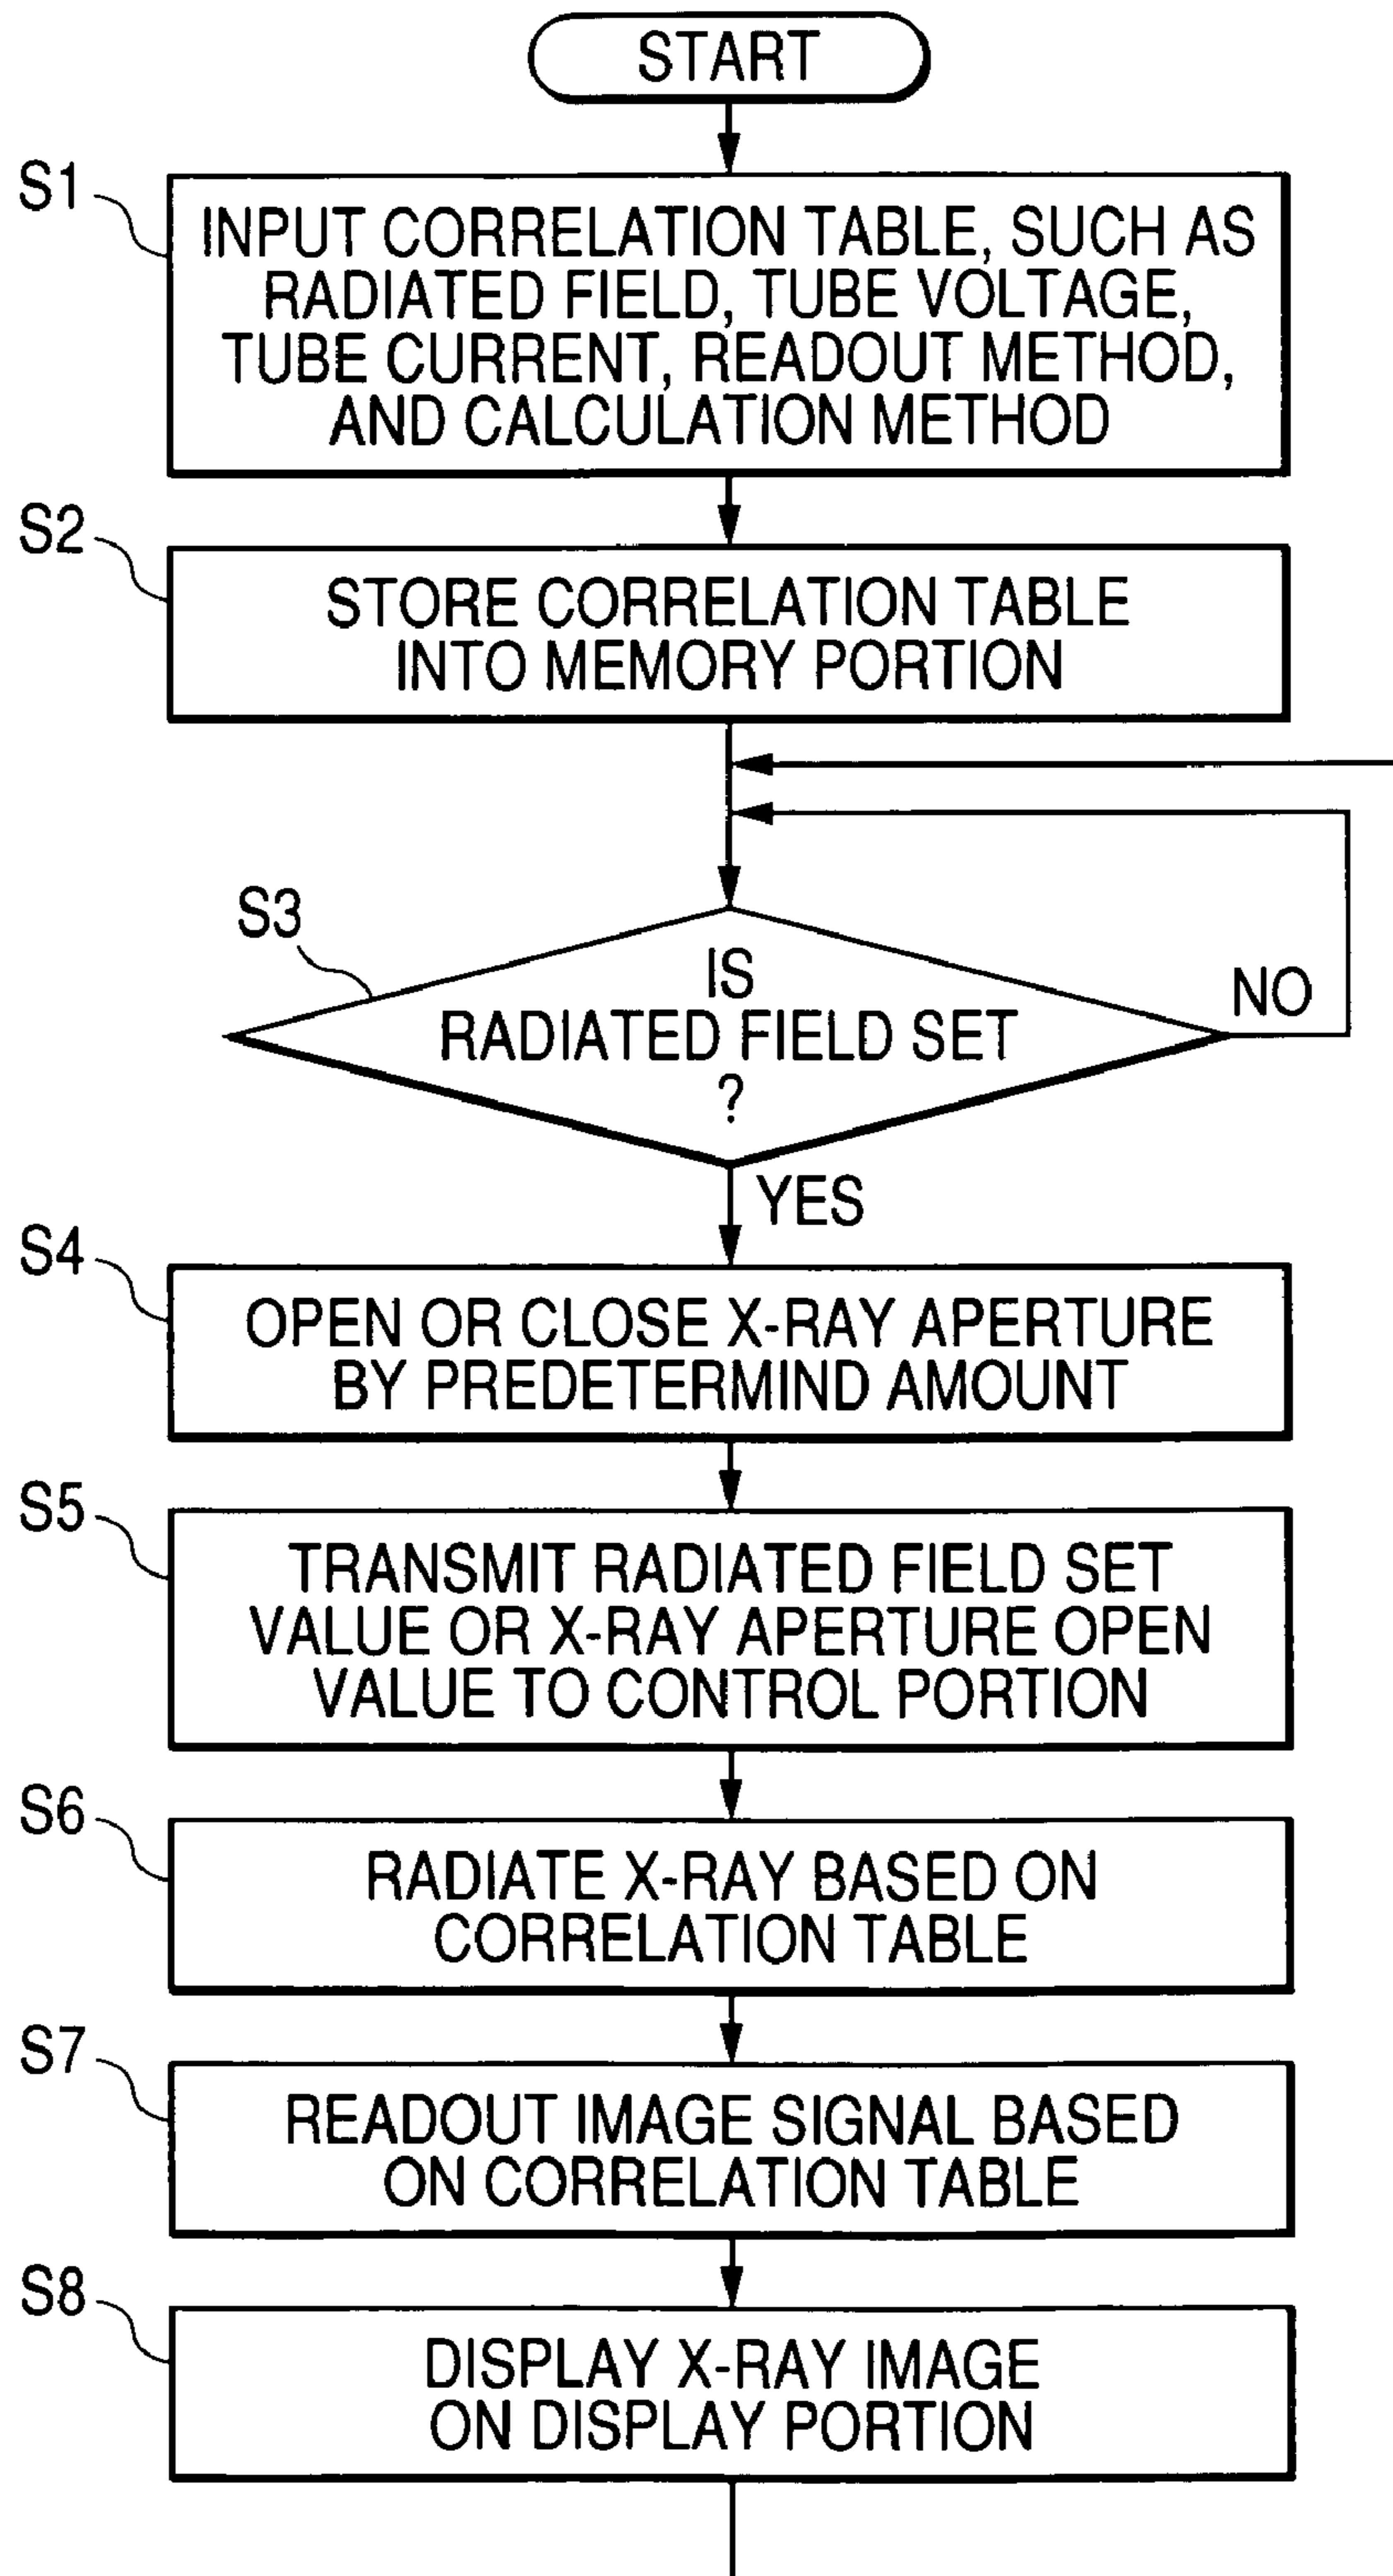 START
S1
INPUT CORRELATION TABLE, SUCH AS
RADIATED FIELD, TUBE VOLTAGE,
TUBE CURRENT, READOUT METHOD,
AND CALCULATION METHOD
S2
STORE CORRELATION TABLE
INTO MEMORY PORTION
S3
IS
RADIATED FIELD SET
?
NO
YES
S4
OPEN OR CLOSE X-RAY APERTURE
BY PREDETERMIND AMOUNT
S5
TRANSMIT RADIATED FIELD SET
VALUE OR X-RAY APERTURE OPEN
VALUE TO CONTROL PORTION
S6
RADIATE X-RAY BASED ON
CORRELATION TABLE
S7
READOUT IMAGE SIGNAL BASED
ON CORRELATION TABLE
S8
DISPLAY X-RAY IMAGE
ON DISPLAY PORTION